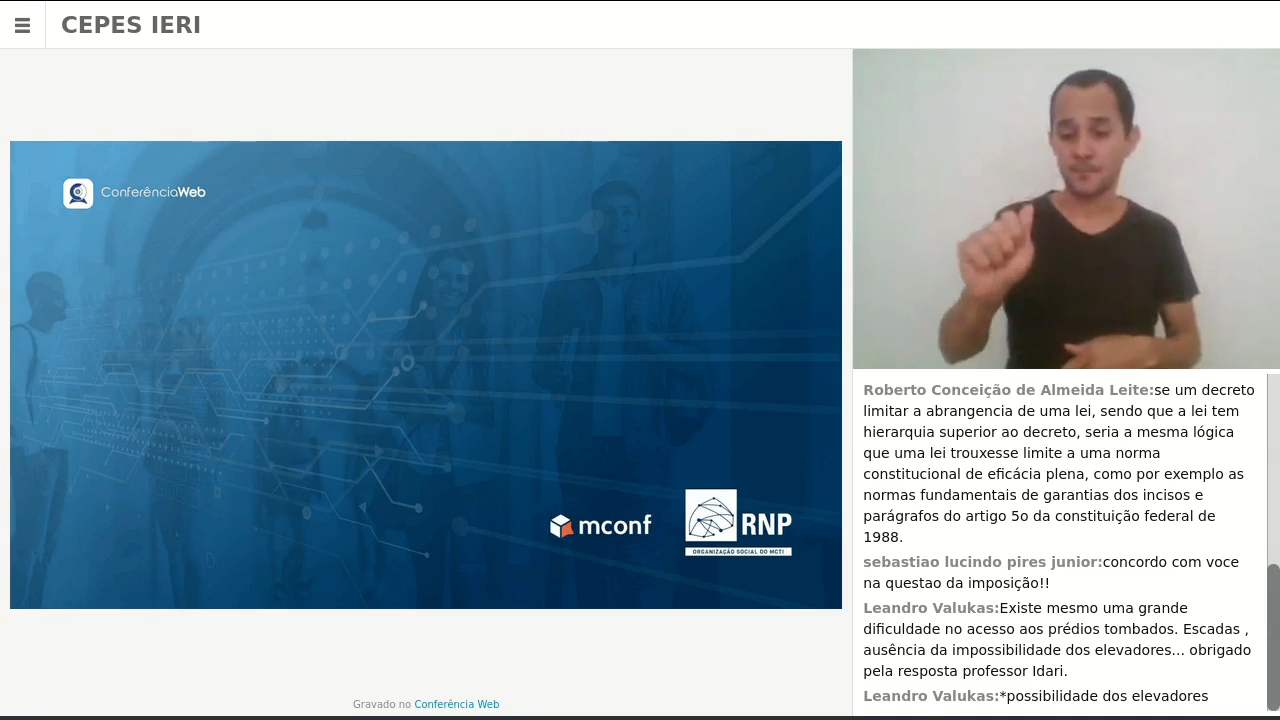 CEPES IERI
ConferênciaWeb
mconf
RNP
ORGANIZAÇÃO SOCIAL DO MCTI
Gravado no Conferência Web
Roberto Conceição de Almeida Leite:se um decreto
limitar a abrangencia de uma lei, sendo que a lei tem
hierarquia superior ao decreto, seria a mesma lógica
que uma lei trouxesse limite a uma norma
constitucional de eficácia plena, como por exemplo as
normas fundamentais de garantias dos incisos e
parágrafos do artigo 5o da constituição federal de
1988.
sebastiao lucindo pires junior:concordo com voce
na questao da imposição!!
Leandro Valukas:Existe mesmo uma grande
dificuldade no acesso aos prédios tombados. Escadas ,
ausência da impossibilidade dos elevadores... obrigado
pela resposta professor Idari.
Leandro Valukas:*possibilidade dos elevadores